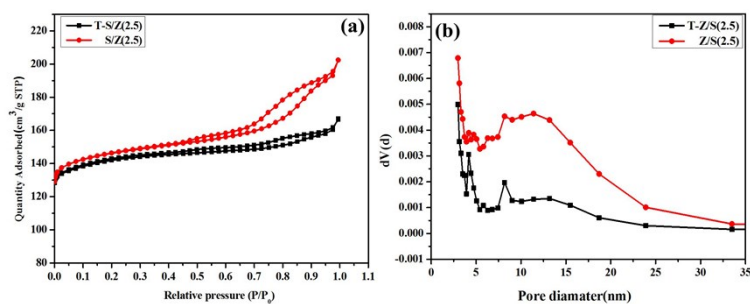 (a)
T-S/Z(2.5)
S/Z(2.5)
Quantity Adsorbed(cm³/g STP)
220
200
180
160
140
120
100
80
0.0 0.1 0.2 0.3 0.4 0.5 0.6 0.7 0.8 0.9 1.0 1.1
Relative pressure (P/P₀)
(b)
T-Z/S(2.5)
Z/S(2.5)
dV(d)
0.008
0.007
0.006
0.005
0.004
0.003
0.002
0.001
0.000
-0.001
0 5 10 15 20 25 30 35
Pore diamater(nm)